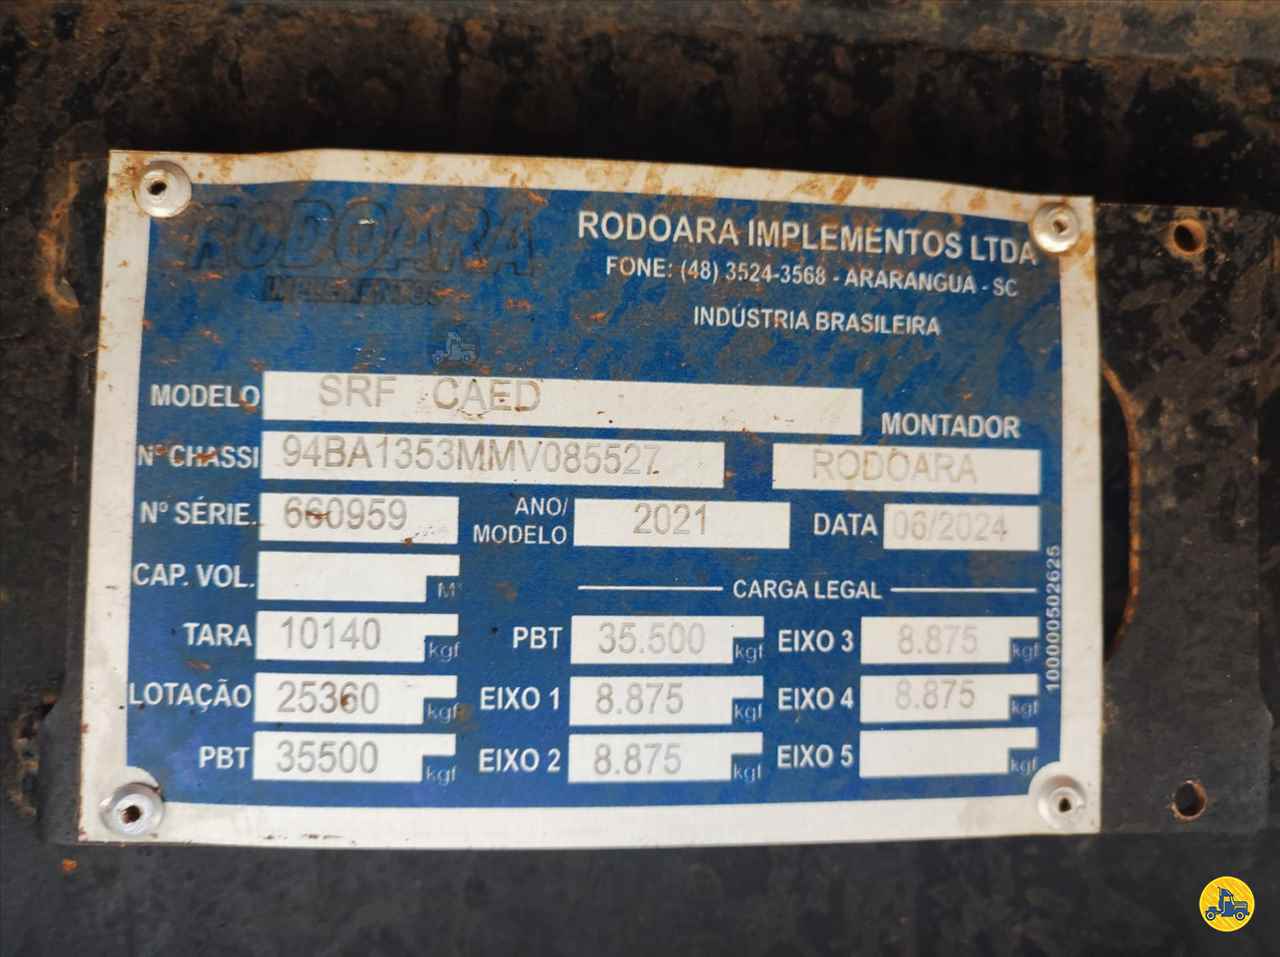 RODOARA
IMPLEMENTOS
RODOARA IMPLEMENTOS LTDA
FONE: (48) 3524-3568 - ARARANGUA - SC
INDÚSTRIA BRASILEIRA
MODELO SRF CAED
MONTADOR
Nº CHASSI 94BA1353MMV085527 RODOARA
Nº SÉRIE. 660959 ANO/MODELO 2021 DATA 06/2024
CAP. VOL. M³ CARGA LEGAL
TARA 10140 kgf PBT 35.500 kgf EIXO 3 8.875 kgf
LOTAÇÃO 25360 kgf EIXO 1 8.875 kgf EIXO 4 8.875 kgf
PBT 35500 kgf EIXO 2 8.875 kgf EIXO 5 kgf
100000502625